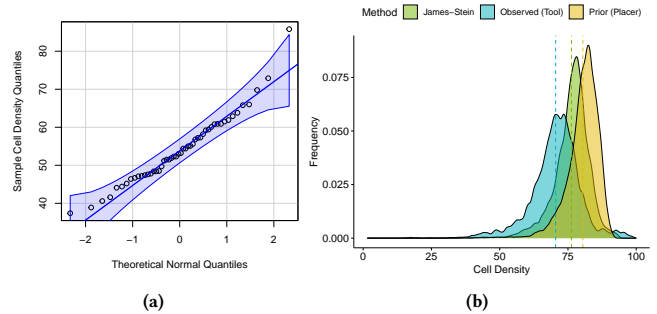 Sample Cell Density Quantiles
80
70
60
50
40
−2
−1
0
1
2
Theoretical Normal Quantiles
(a)
Method James−Stein Observed (Tool) Prior (Placer)
Frequency
0.075
0.050
0.025
0.000
0
25
50
75
100
Cell Density
(b)